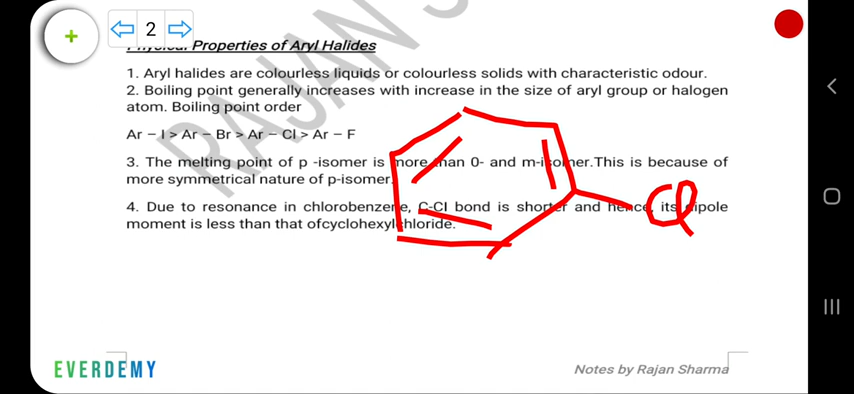 2
Physical Properties of Aryl Halides
1. Aryl halides are colourless liquids or colourless solids with characteristic odour.
2. Boiling point generally increases with increase in the size of aryl group or halogen
atom. Boiling point order
Ar – I > Ar – Br > Ar – Cl > Ar – F
3. The melting point of p -isomer is more than 0- and m-isomer.This is because of
more symmetrical nature of p-isomer.
4. Due to resonance in chlorobenzene, C-CI bond is shorter and hence, its dipole
moment is less than that ofcyclohexylchloride.
Cl
RAJAN S
EVERDEMY
Notes by Rajan Sharma